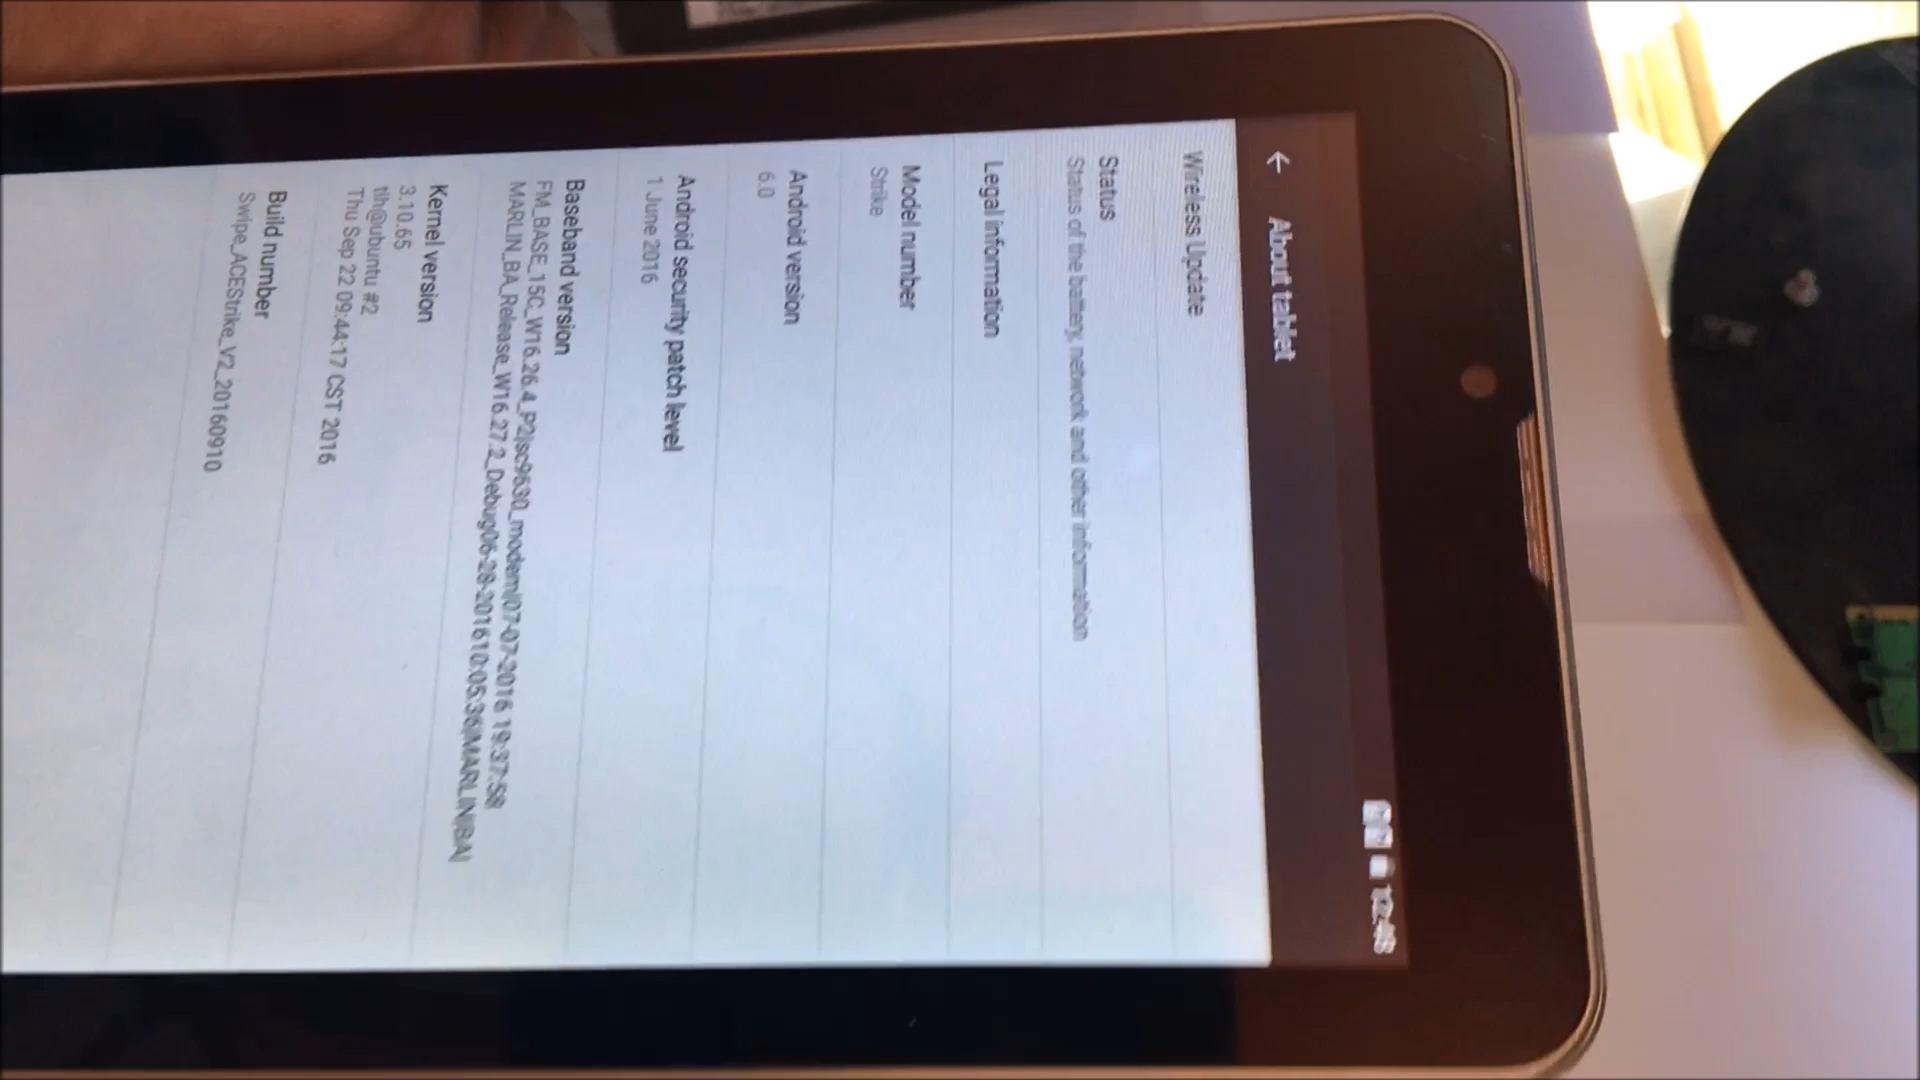 About tablet
Wireless Update
Status
Status of the battery, network and other information
Legal information
Model number
Strike
Android version
6.0
Android security patch level
1 June 2016
Baseband version
FM_BASE_15C_W16.26.4_P2|sc9630_modem|07-07-2016 19:37:58
MARLIN_BA_Release_W16.27.2_Debug06-28-201610:05:36|MARLIN|BA|
Kernel version
3.10.65
tlh@ubuntu #2
Thu Sep 22 09:44:17 CST 2016
Build number
Swipe_ACEStrike_V2_20160910